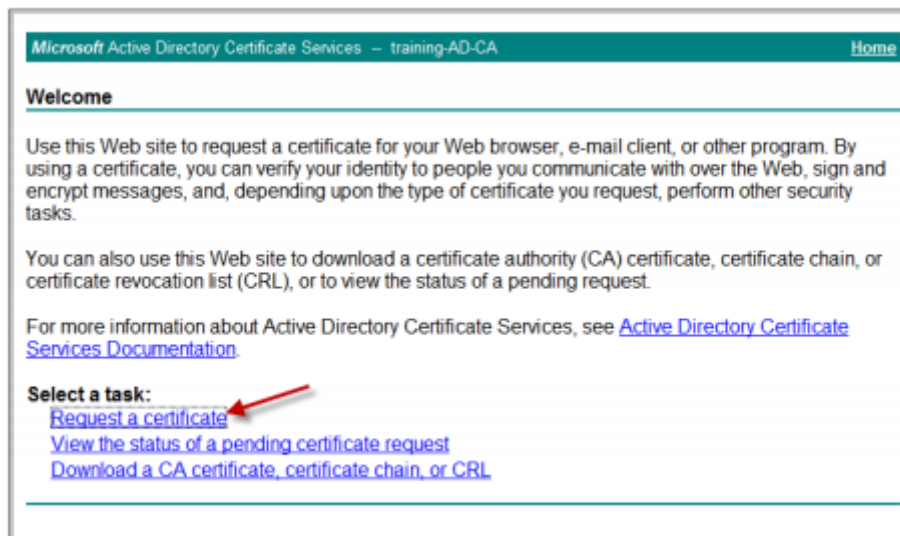 Microsoft Active Directory Certificate Services -- training-AD-CA Home
Welcome
Use this Web site to request a certificate for your Web browser, e-mail client, or other program. By
using a certificate, you can verify your identity to people you communicate with over the Web, sign and
encrypt messages, and, depending upon the type of certificate you request, perform other security
tasks.
You can also use this Web site to download a certificate authority (CA) certificate, certificate chain, or
certificate revocation list (CRL), or to view the status of a pending request.
For more information about Active Directory Certificate Services, see Active Directory Certificate
Services Documentation.
Select a task:
Request a certificate
View the status of a pending certificate request
Download a CA certificate, certificate chain, or CRL